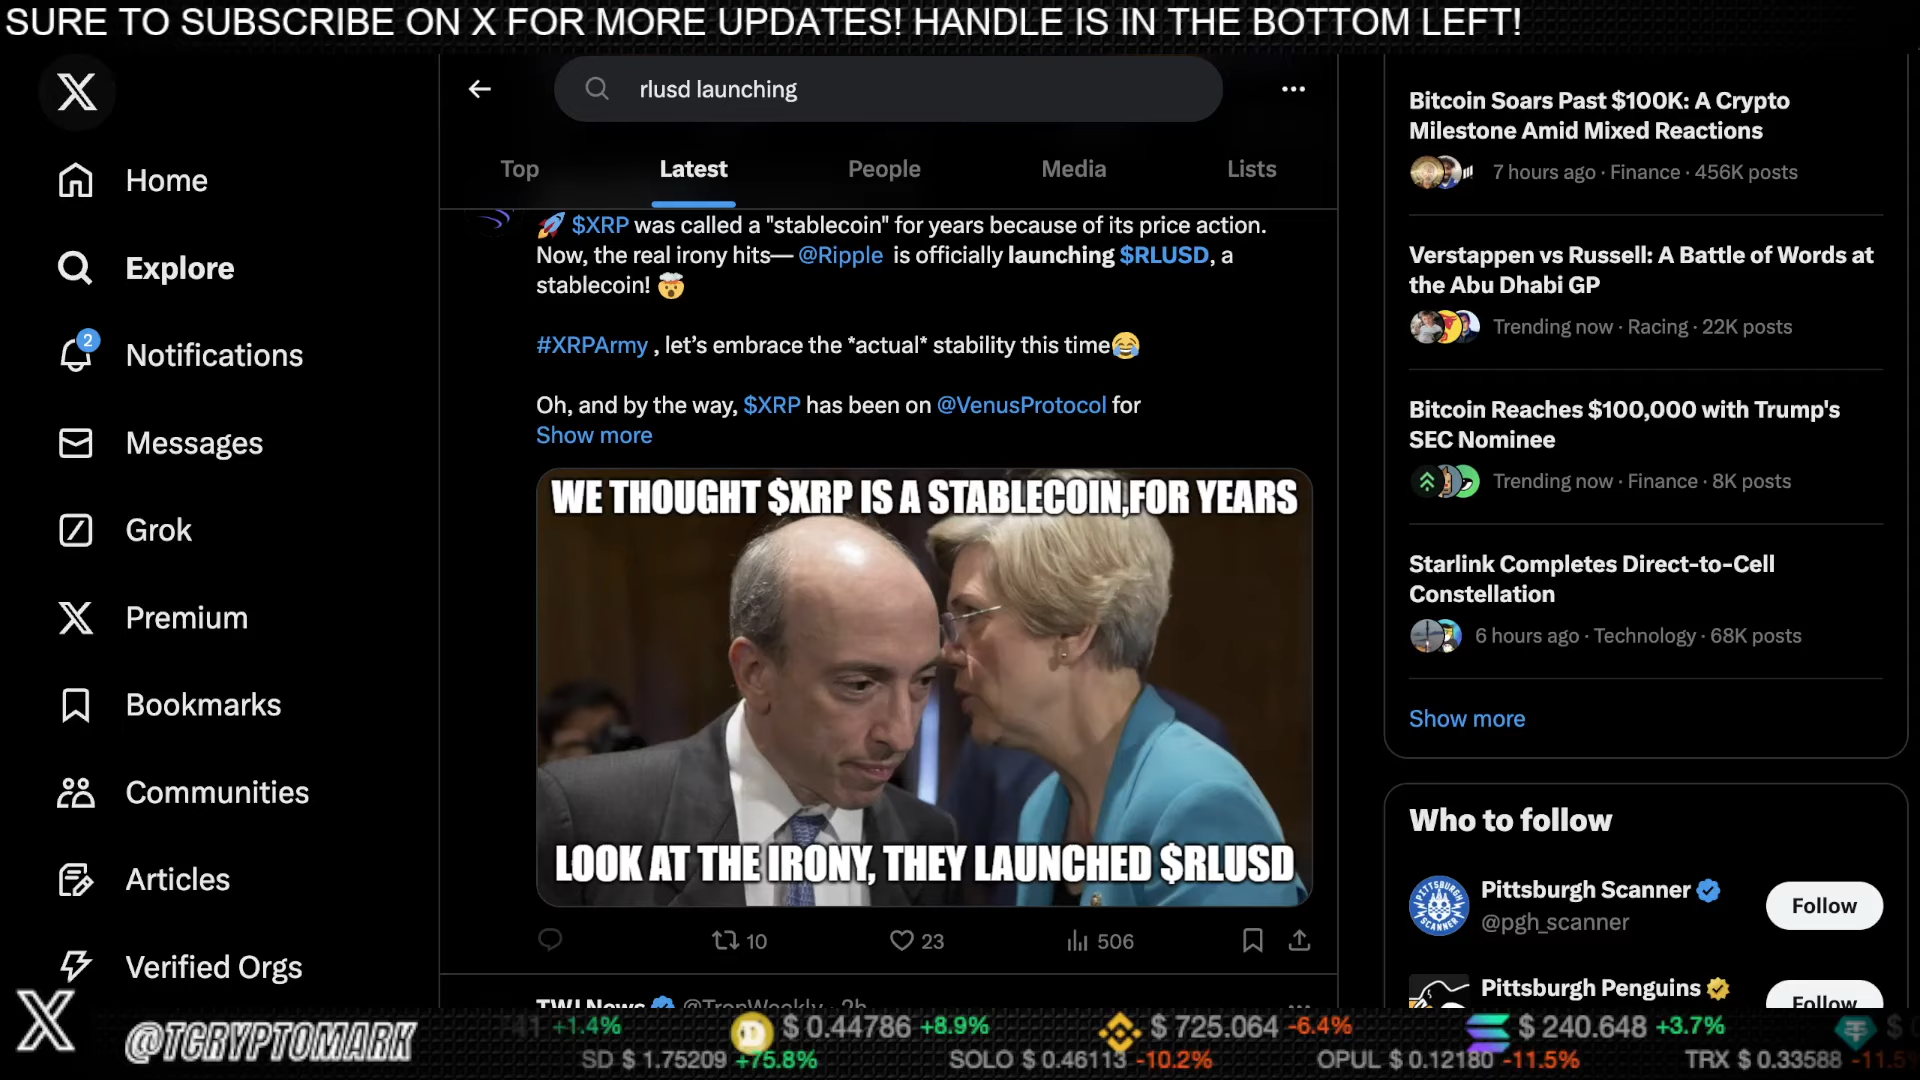 SURE TO SUBSCRIBE ON X FOR MORE UPDATES! HANDLE IS IN THE BOTTOM LEFT!
Home
Explore
2
Notifications
Messages
Grok
Premium
Bookmarks
Communities
Articles
Verified Orgs
rlusd launching
Top Latest People Media Lists
🚀 $XRP was called a "stablecoin" for years because of its price action.
Now, the real irony hits— @Ripple is officially launching $RLUSD, a
stablecoin! 🤯
#XRPArmy , let’s embrace the *actual* stability this time😂
Oh, and by the way, $XRP has been on @VenusProtocol for
Show more
WE THOUGHT $XRP IS A STABLECOIN,FOR YEARS
LOOK AT THE IRONY, THEY LAUNCHED $RLUSD
10 23 506
TWJ News @TronWeekly · 2h
Bitcoin Soars Past $100K: A Crypto
Milestone Amid Mixed Reactions
7 hours ago · Finance · 456K posts
Verstappen vs Russell: A Battle of Words at
the Abu Dhabi GP
Trending now · Racing · 22K posts
Bitcoin Reaches $100,000 with Trump's
SEC Nominee
Trending now · Finance · 8K posts
Starlink Completes Direct-to-Cell
Constellation
6 hours ago · Technology · 68K posts
Show more
Who to follow
Pittsburgh Scanner
@pgh_scanner
Follow
Pittsburgh Penguins
Follow
@TCRYPTOMARK
+1.4% $ 0.44786 +8.9% $ 725.064 -6.4% $ 240.648 +3.7% $
SD $ 1.75209 +75.8% SOLO $ 0.46113 -10.2% OPUL $ 0.12180 -11.5% TRX $ 0.33588 -11.5